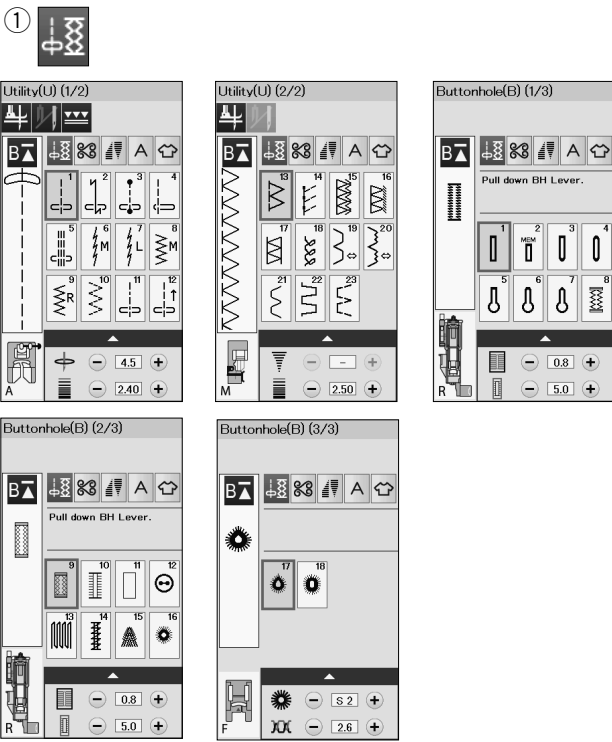 ①
Utility(U) (1/2)
B
A
1 2 3 4
5 6 7 8
M L M
9 10 11 12
R
4.5
A
2.40
Utility(U) (2/2)
B
A
13 14 15 16
17 18 19 20
21 22 23
-
M
2.50
Buttonhole(B) (1/3)
B
A
Pull down BH Lever.
1 2 3 4
MEM
5 6 7 8
0.8
R
5.0
Buttonhole(B) (2/3)
B
A
Pull down BH Lever.
9 10 11 12
13 14 15 16
0.8
R
5.0
Buttonhole(B) (3/3)
B
A
17 18
S 2
F
2.6